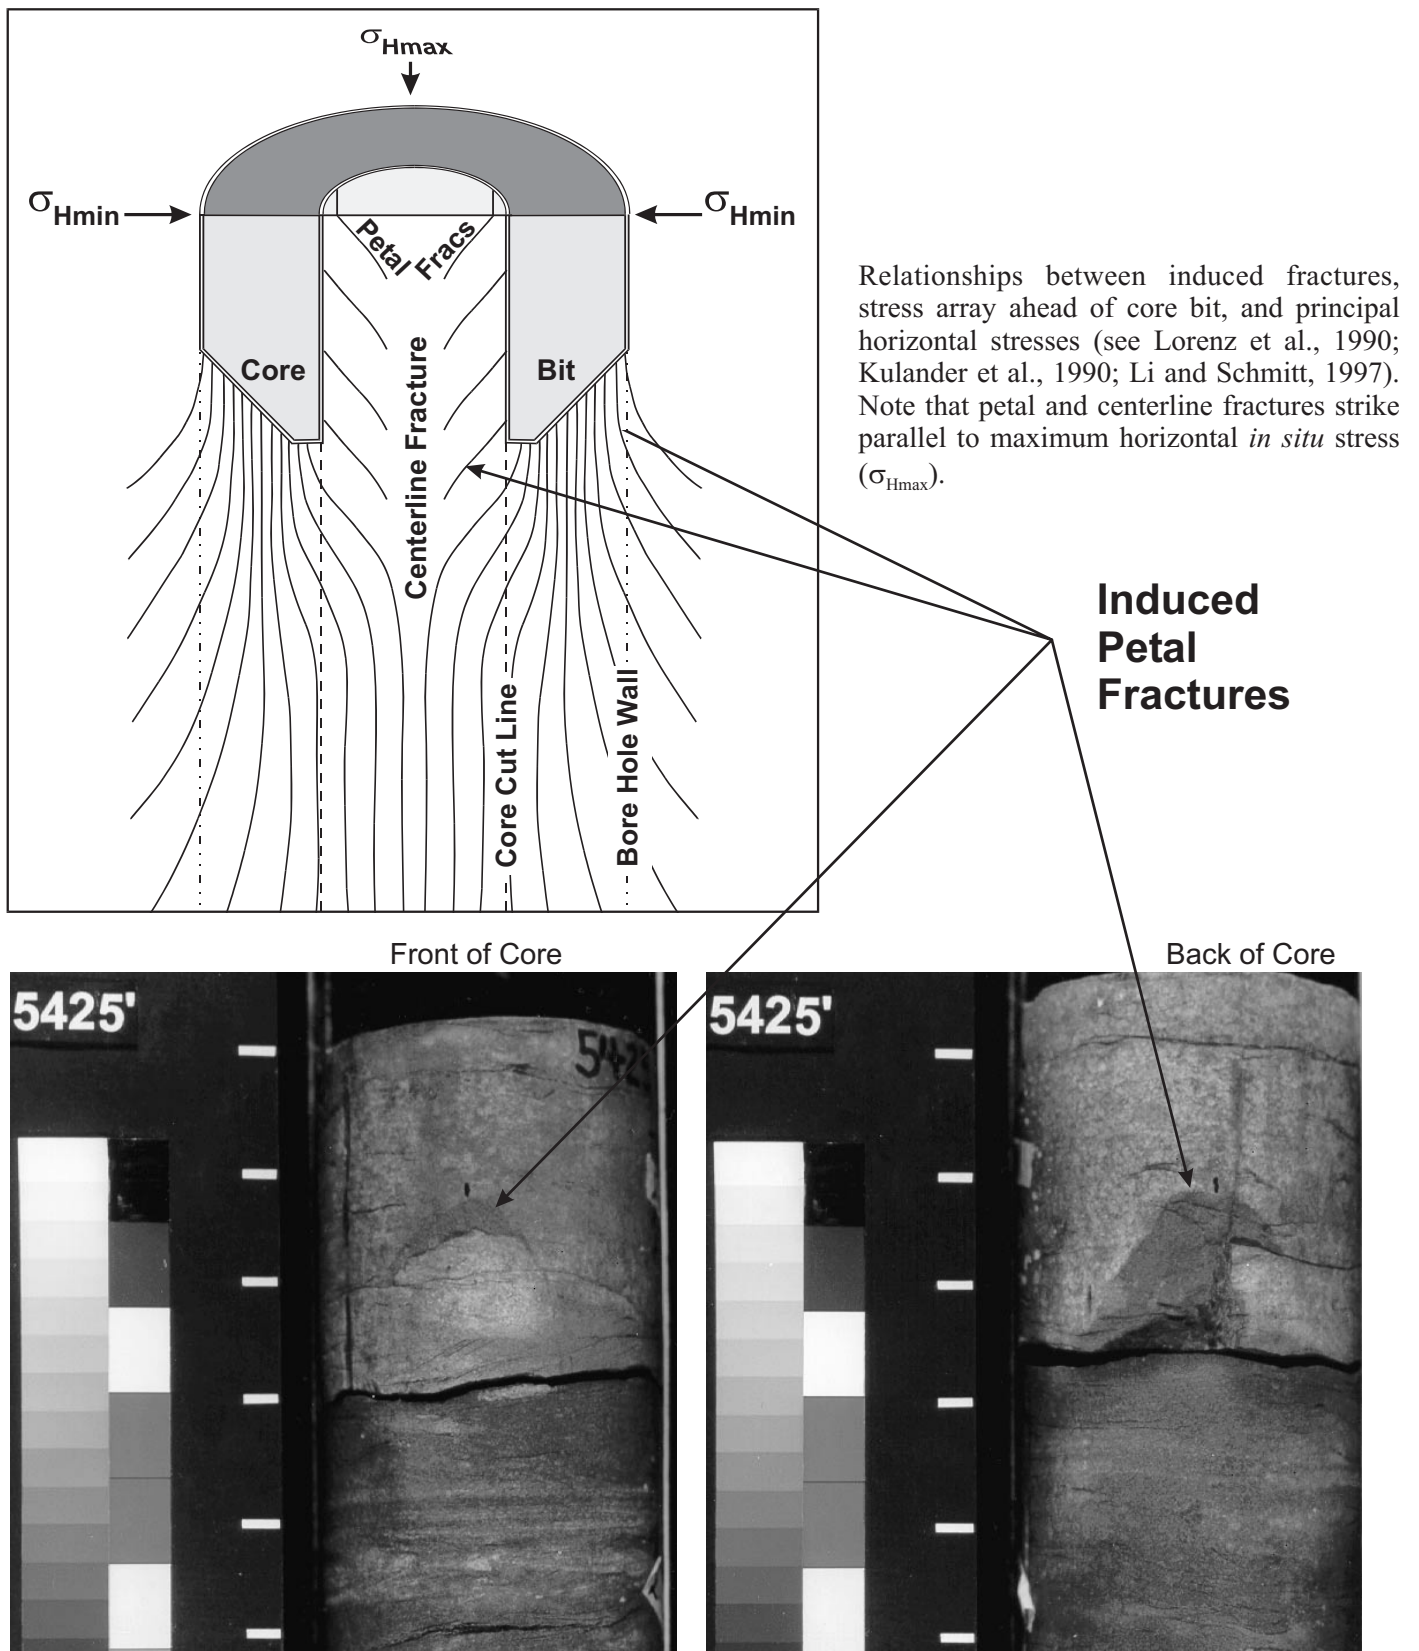 σHmax
σHmin
σHmin
Petal
Fracs
Core
Bit
Centerline Fracture
Core Cut Line
Bore Hole Wall
Relationships between induced fractures,
stress array ahead of core bit, and principal
horizontal stresses (see Lorenz et al., 1990;
Kulander et al., 1990; Li and Schmitt, 1997).
Note that petal and centerline fractures strike
parallel to maximum horizontal in situ stress
(σHmax).
Induced
Petal
Fractures
Front of Core
Back of Core
5425'
5425'